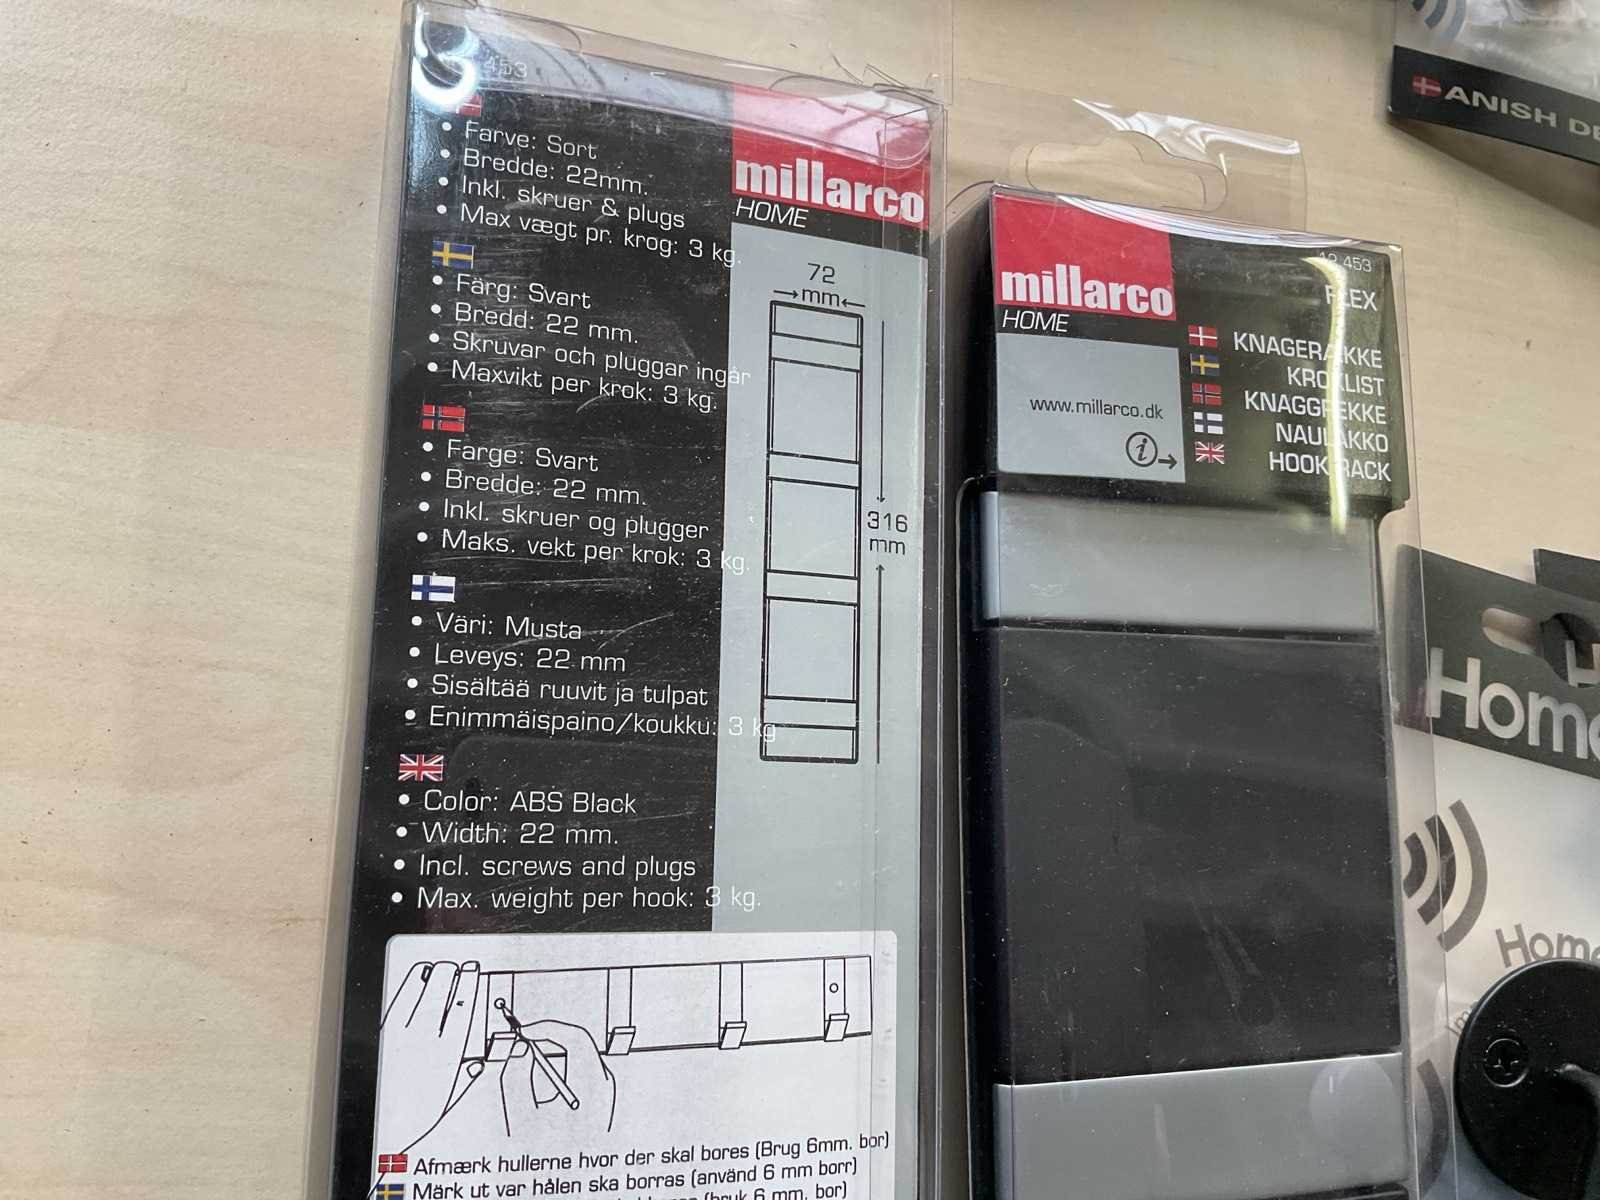 453
Farve: Sort
Bredde: 22mm.
Inkl. skruer & plugs
Max vægt pr. krog: 3 kg.
Färg: Svart
Bredd: 22 mm.
Skruvar och pluggar ingår
Maxvikt per krok: 3 kg.
Farge: Svart
Bredde: 22 mm.
Inkl. skruer og plugger
Maks. vekt per krok: 3 kg.
Väri: Musta
Leveys: 22 mm
Sisältää ruuvit ja tulpat
Enimmäispaino/koukku: 3 kg
Color: ABS Black
Width: 22 mm.
Incl. screws and plugs
Max. weight per hook: 3 kg.
millarco
HOME
72
mm
316
mm
Afmærk hullerne hvor der skal bores (Brug 6mm. bor)
Märk ut var hålen ska borras (använd 6 mm borr)
(bruk 6 mm. bor)
millarco
HOME
www.millarco.dk
12 453
FLEX
KNAGERÆKKE
KROKLIST
KNAGGREKKE
NAULAKKO
HOOK RACK
ANISH DE
Home
Home